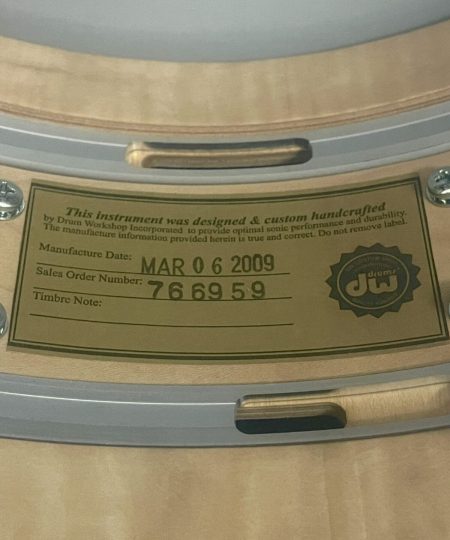 This instrument was designed & custom handcrafted
by Drum Workshop Incorporated to provide optimal sonic performance and durability.
The manufacture information provided herein is true and correct. Do not remove label.
Manufacture Date: MAR 06 2009
Sales Order Number: 766959
Timbre Note:
drums
dw